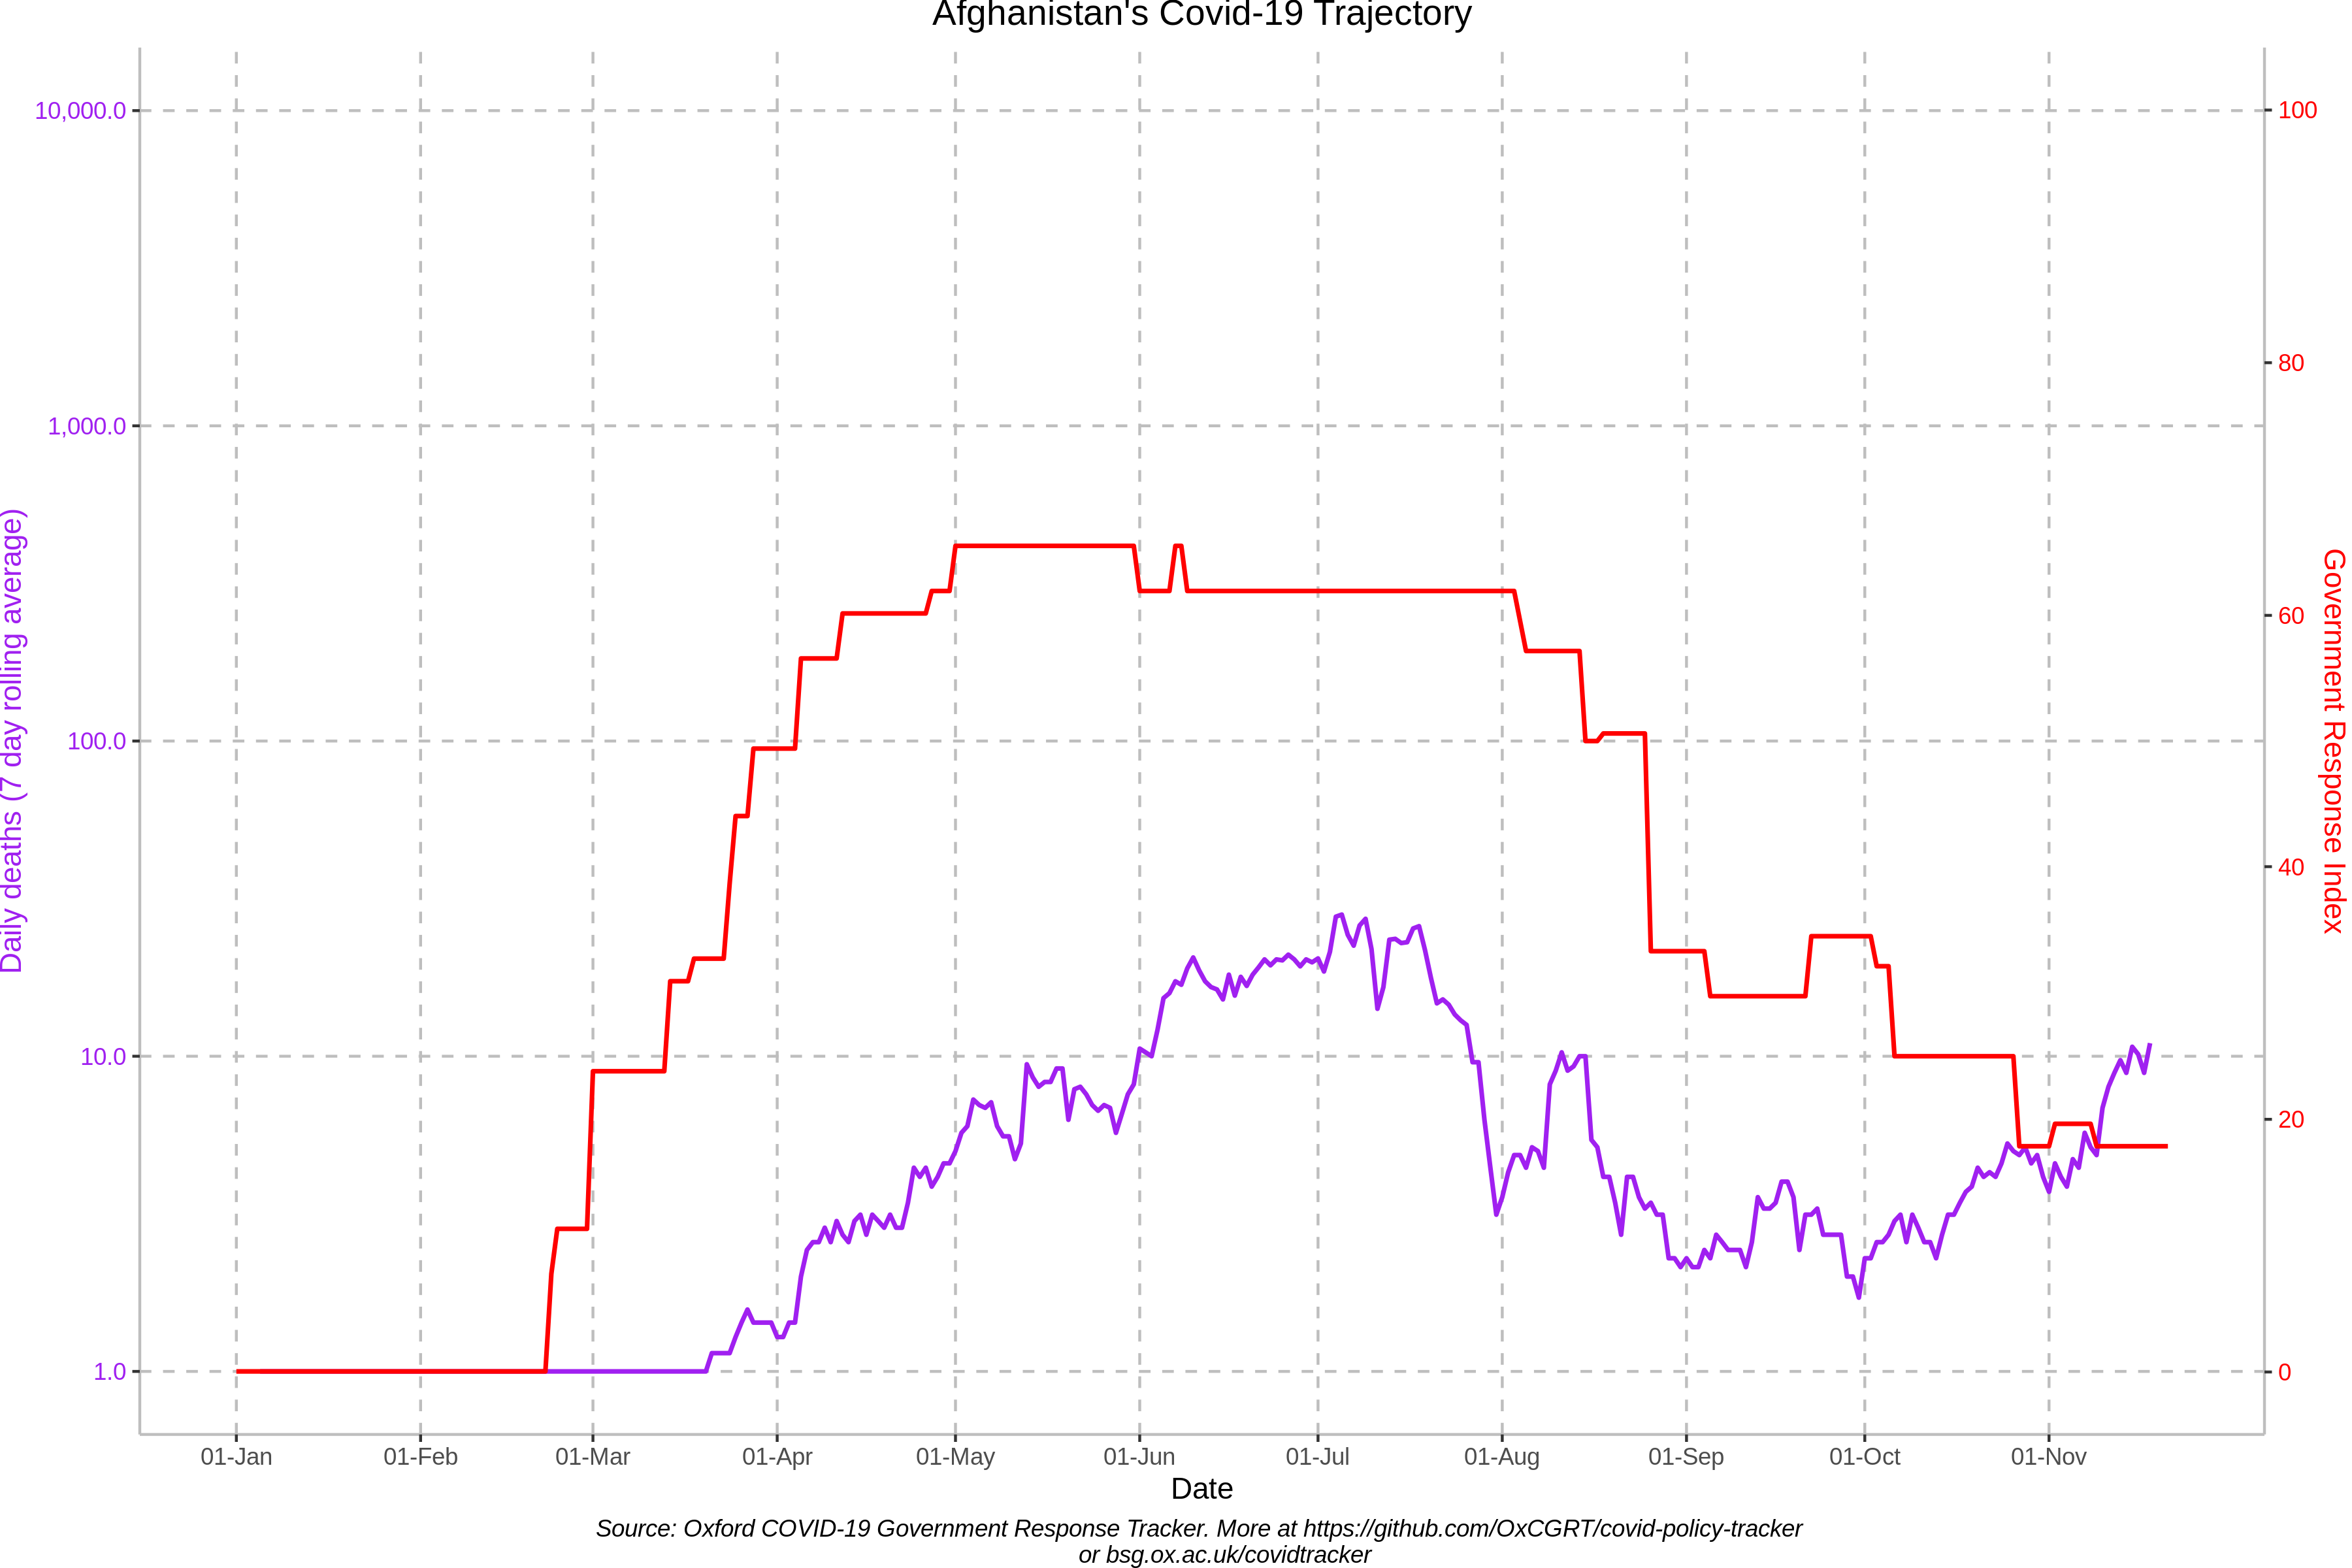 Afghanistan's Covid-19 Trajectory
10,000.0
1,000.0
100.0
10.0
1.0
Daily deaths (7 day rolling average)
100
80
60
40
20
0
Government Response Index
01-Jan
01-Feb
01-Mar
01-Apr
01-May
01-Jun
01-Jul
01-Aug
01-Sep
01-Oct
01-Nov
Date
Source: Oxford COVID-19 Government Response Tracker. More at https://github.com/OxCGRT/covid-policy-tracker
or bsg.ox.ac.uk/covidtracker